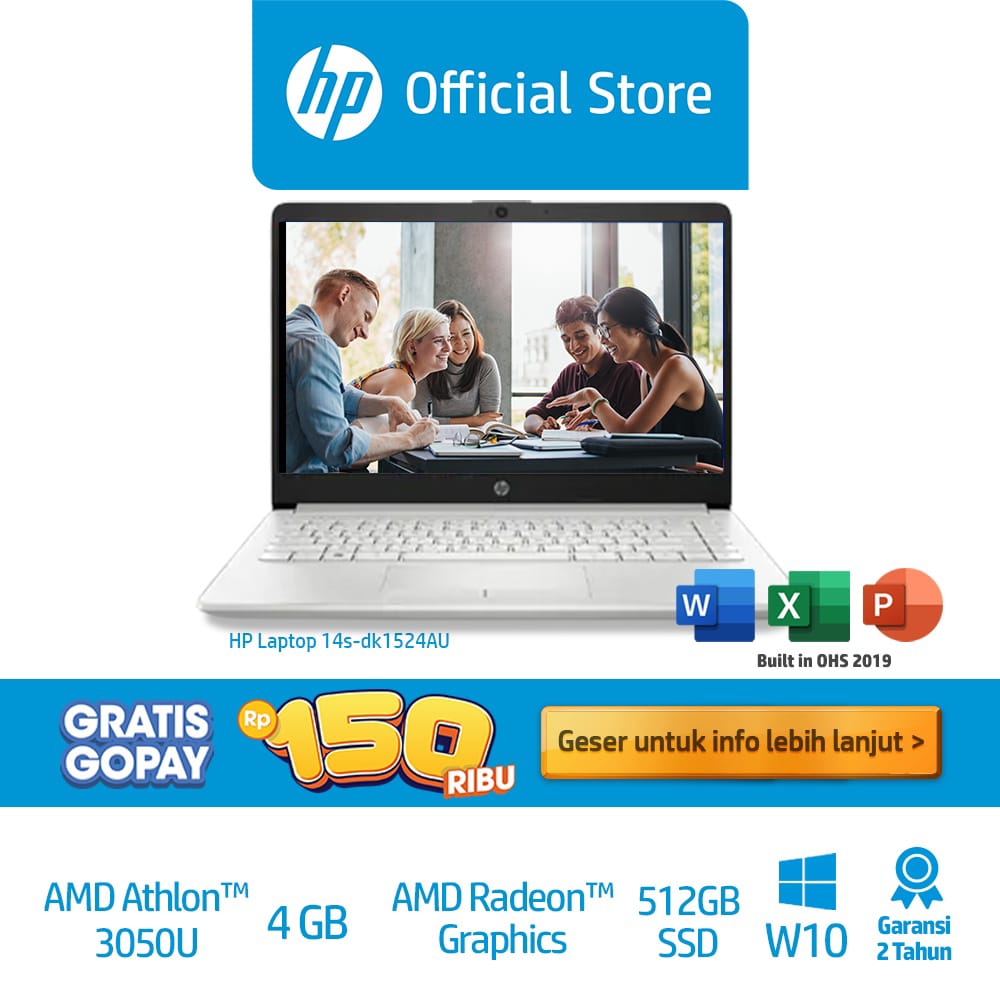 hp Official Store
hp
HP Laptop 14s-dk1524AU
W X P
Built in OHS 2019
GRATIS
GOPAY
Rp 150
RIBU
Geser untuk info lebih lanjut >
AMD Athlon™
3050U
4 GB
AMD Radeon™
Graphics
512GB
SSD
W10
Garansi
2 Tahun